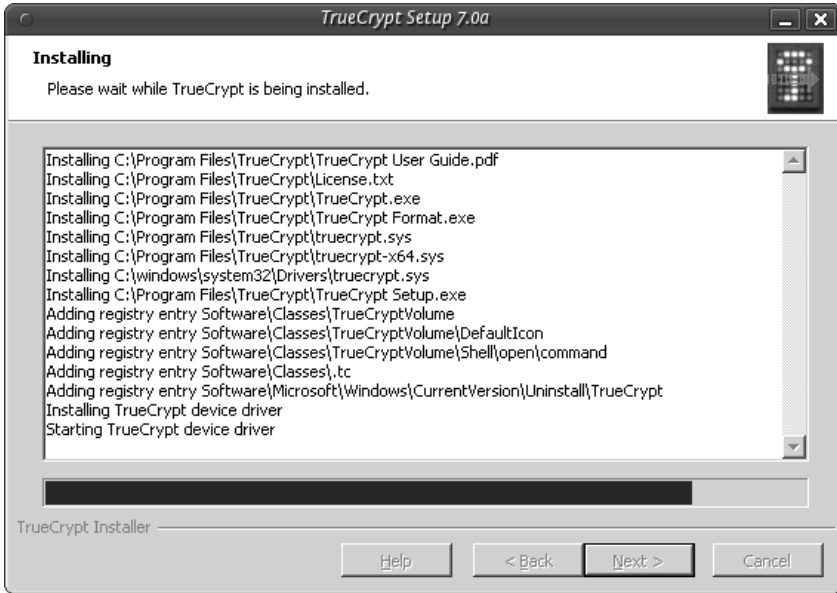 TrueCrypt Setup 7.0a
Installing
Please wait while TrueCrypt is being installed.
Installing C:\Program Files\TrueCrypt\TrueCrypt User Guide.pdf
Installing C:\Program Files\TrueCrypt\License.txt
Installing C:\Program Files\TrueCrypt\TrueCrypt.exe
Installing C:\Program Files\TrueCrypt\TrueCrypt Format.exe
Installing C:\Program Files\TrueCrypt\truecrypt.sys
Installing C:\Program Files\TrueCrypt\truecrypt-x64.sys
Installing C:\windows\system32\Drivers\truecrypt.sys
Installing C:\Program Files\TrueCrypt\TrueCrypt Setup.exe
Adding registry entry Software\Classes\TrueCryptVolume
Adding registry entry Software\Classes\TrueCryptVolume\DefaultIcon
Adding registry entry Software\Classes\TrueCryptVolume\Shell\open\command
Adding registry entry Software\Classes\.tc
Adding registry entry Software\Microsoft\Windows\CurrentVersion\Uninstall\TrueCrypt
Installing TrueCrypt device driver
Starting TrueCrypt device driver
TrueCrypt Installer
Help < Back Next > Cancel